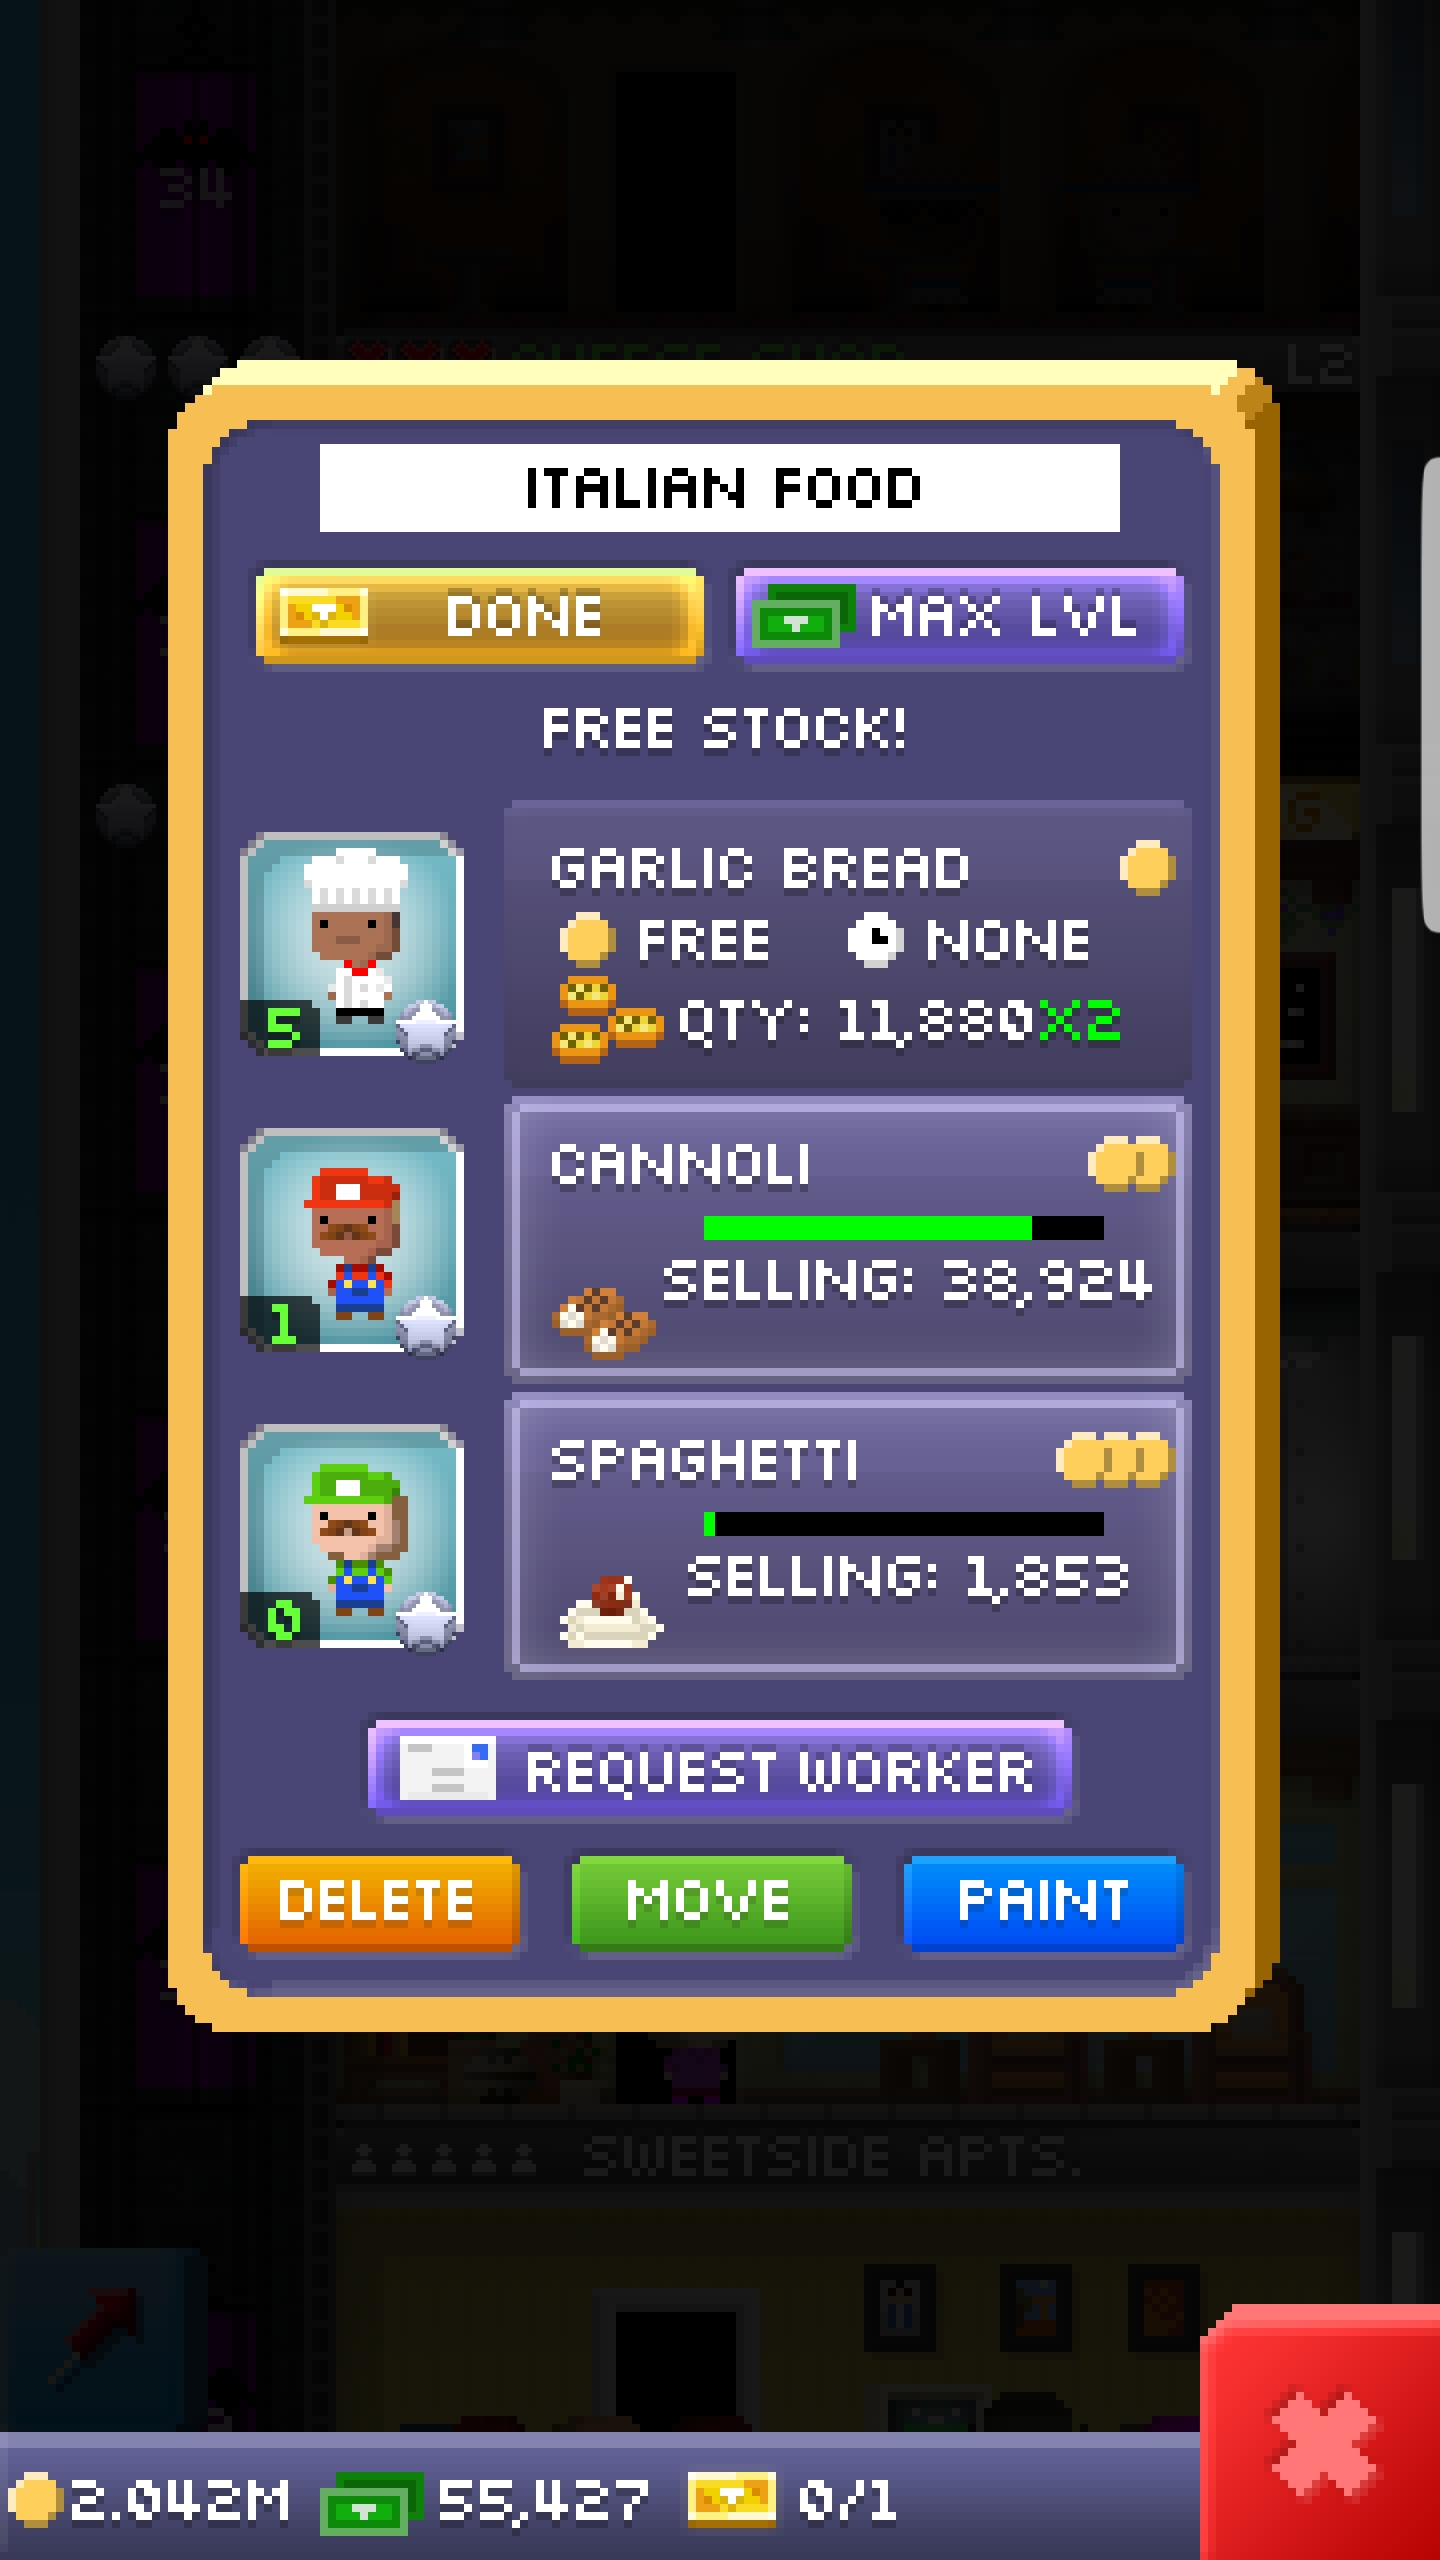 34
L2
ITALIAN FOOD
DONE
MAX LVL
FREE STOCK!
GARLIC BREAD
FREE NONE
QTY: 11,880X2
5
CANNOLI
SELLING: 38,924
1
SPAGHETTI
SELLING: 1,853
0
REQUEST WORKER
DELETE MOVE PAINT
SWEETSIDE APTS.
2.042M 55,427 0/1